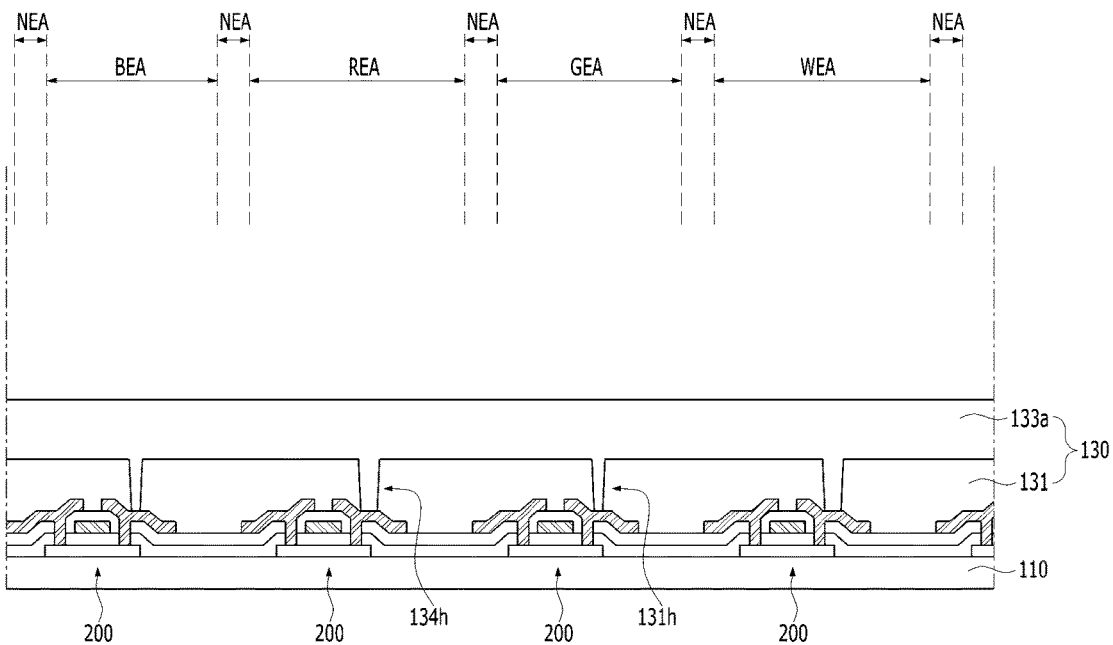 NEA NEA NEA NEA NEA
BEA REA GEA WEA
133a
130
131
110
134h 131h
200 200 200 200